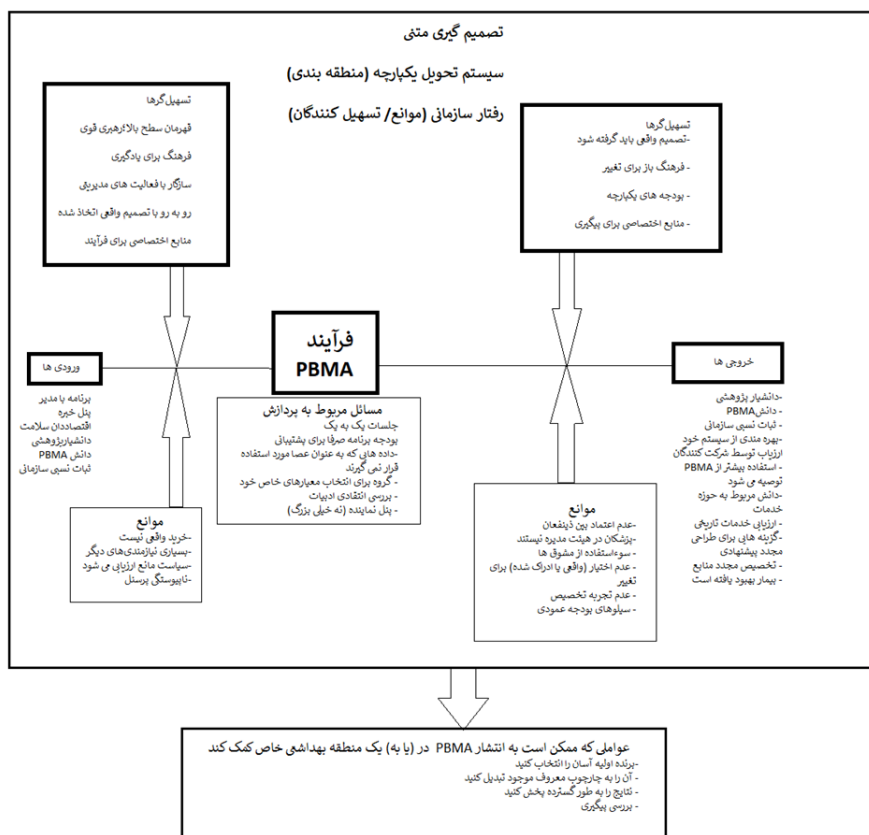 تصمیم گیری متنی
سیستم تحویل یکپارچه (منطقه بندی)
رفتار سازمانی (موانع/ تسهیل کنندگان)
تسهیل‌گرها
-تصمیم واقعی باید گرفته شود
- فرهنگ باز برای تغییر
- بودجه های یکپارچه
- منابع اختصاصی برای پیگیری
تسهیل‌گرها
قهرمان سطح بالا/رهبری قوی
فرهنگ برای یادگیری
سازگار با فعالیت های مدیریتی
رو به رو با تصمیم واقعی اتخاذ شده
منابع اختصاصی برای فرآیند
خروجی ها
-دانشیار پژوهشی
- دانشPBMA
- ثبات نسبی سازمانی
-بهره مندی از سیستم خود
ارزیاب توسط شرکت کنندگان
- استفاده بیشتر از PBMA
توصیه می شود
-دانش مربوط به حوزه
خدمات
- ارزیابی خدمات تاریخی
-گزینه هایی برای طراحی
مجدد پیشنهادی
- تخصیص مجدد منابع
- بیمار بهبود یافته است
فرآیند
PBMA
مسائل مربوط به پردازش
جلسات یک به یک
بودجه برنامه صرفا برای پشتیبانی
-داده هایی که به عنوان عصا مورد استفاده
قرار نمی گیرند
- گروه برای انتخاب معیارهای خاص خود
- بررسی انتقادی ادبیات
- پنل نماینده (نه خیلی بزرگ)
ورودی ها
برنامه با مدیر
پنل خبره
اقتصاددان سلامت
دانشیارپژوهشی
دانش PBMA
ثبات نسبی سازمانی
موانع
-عدم اعتماد بین ذینفعان
-پزشکان در هیئت مدیره نیستند
- سوءاستفاده از مشوق ها
-عدم اختیار (واقعی یا ادراک شده) برای
تغییر
-عدم تجربه تخصیص
- سیلوهای بودجه عمودی
موانع
-خرید واقعی نیست
-بسیاری نیازمندی‌های دیگر
-سیاست مانع ارزیابی می شود
-ناپیوستگی پرسنل
عواملی که ممکن است به انتشار PBMA در (یا به) یک منطقه بهداشتی خاص کمک کند
-برنده اولیه آسان را انتخاب کنید
- آن را به چارچوب معروف موجود تبدیل کنید
- نتایج را به طور گسترده پخش کنید
- بررسی پیگیری